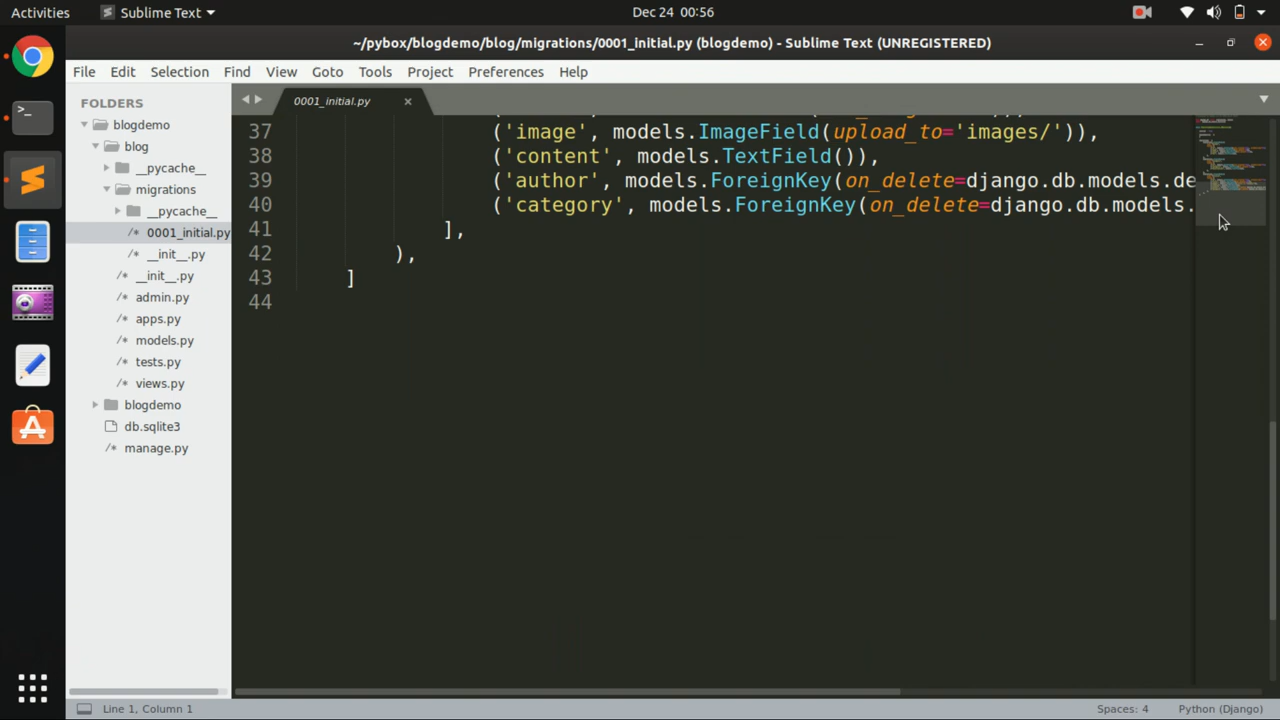 Activities
Sublime Text
Dec 24 00:56
~/pybox/blogdemo/blog/migrations/0001_initial.py (blogdemo) - Sublime Text (UNREGISTERED)
File Edit Selection Find View Goto Tools Project Preferences Help
FOLDERS
blogdemo
blog
__pycache__
migrations
__pycache__
/* 0001_initial.py
/* __init__.py
/* __init__.py
/* admin.py
/* apps.py
/* models.py
/* tests.py
/* views.py
blogdemo
db.sqlite3
/* manage.py
0001_initial.py ×
37 ('image', models.ImageField(upload_to='images/')),
38 ('content', models.TextField()),
39 ('author', models.ForeignKey(on_delete=django.db.models.de
40 ('category', models.ForeignKey(on_delete=django.db.models.
41 ],
42 ),
43 ]
44
Line 1, Column 1
Spaces: 4
Python (Django)